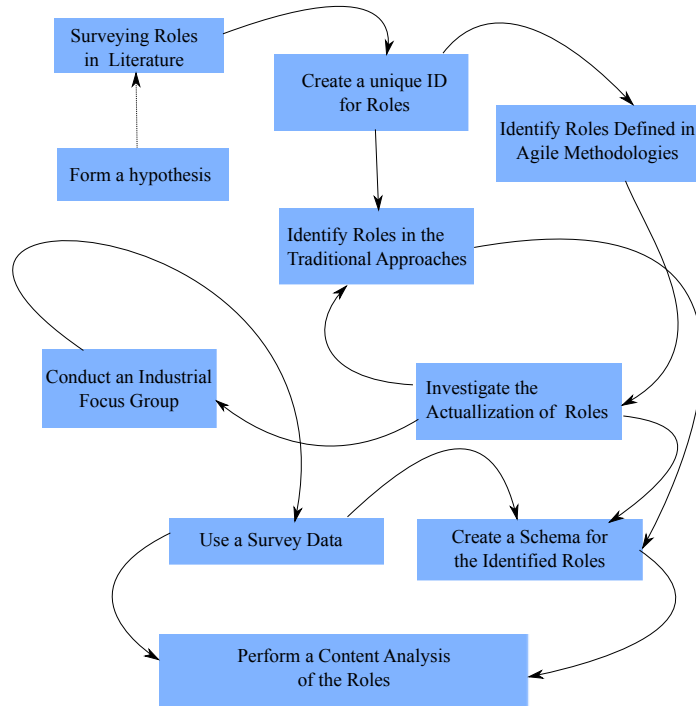 Surveying Roles
in Literature
Create a unique ID
for Roles
Identify Roles Defined in
Agile Methodologies
Form a hypothesis
Identify Roles in the
Traditional Approaches
Conduct an Industrial
Focus Group
Investigate the
Actuallization of Roles
Use a Survey Data
Create a Schema for
the Identified Roles
Perform a Content Analysis
of the Roles